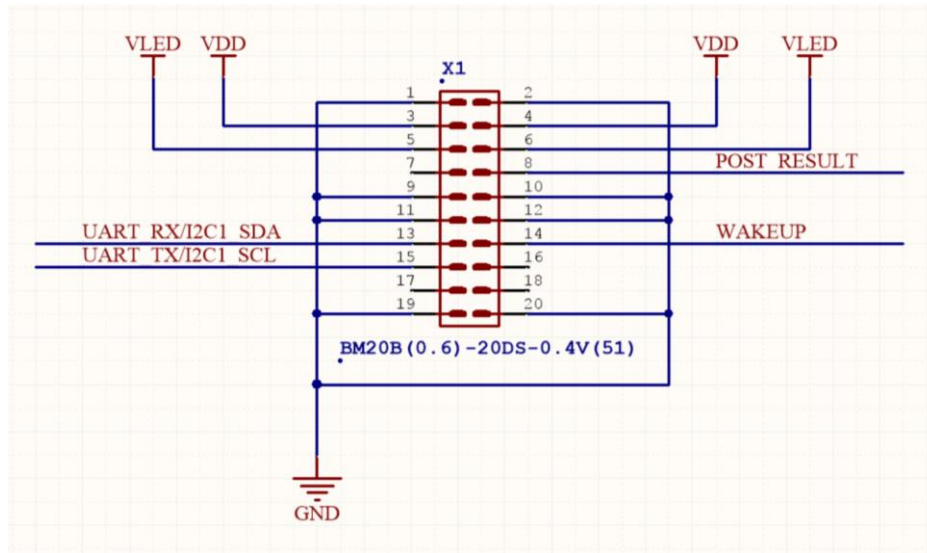 VLED VDD VDD VLED
X1
1 2
3 4
5 6
7 8 POST RESULT
9 10
11 12
UART RX/I2C1 SDA 13 14 WAKEUP
UART TX/I2C1 SCL 15 16
17 18
19 20
BM20B(0.6)-20DS-0.4V(51)
GND